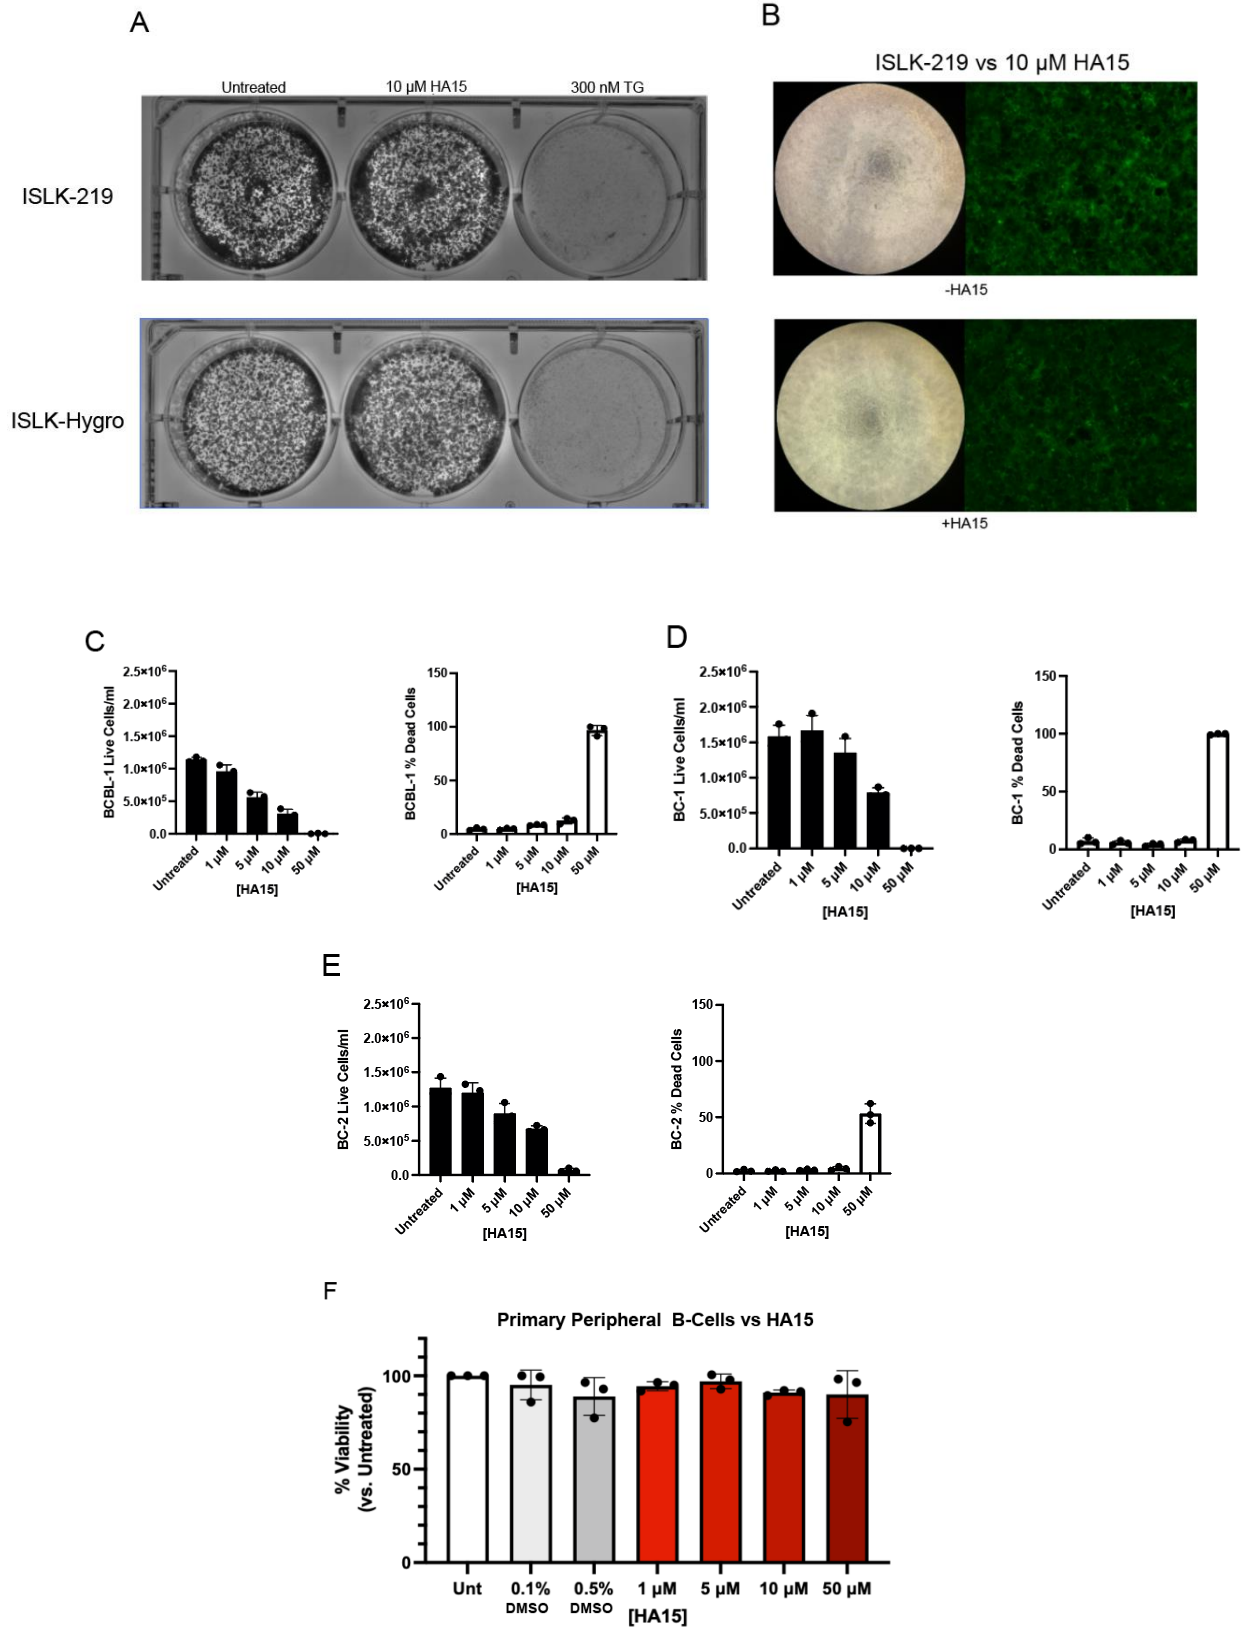 A
Untreated
10 µM HA15
300 nM TG
ISLK-219
ISLK-Hygro
B
ISLK-219 vs 10 µM HA15
-HA15
+HA15
C
BCBL-1 Live Cells/ml
2.5×10⁶
2.0×10⁶
1.5×10⁶
1.0×10⁶
5.0×10⁵
0.0
Untreated
1 µM
5 µM
10 µM
50 µM
[HA15]
BCBL-1 % Dead Cells
150
100
50
0
Untreated
1 µM
5 µM
10 µM
50 µM
[HA15]
D
BC-1 Live Cells/ml
2.5×10⁶
2.0×10⁶
1.5×10⁶
1.0×10⁶
5.0×10⁵
0.0
Untreated
1 µM
5 µM
10 µM
50 µM
[HA15]
BC-1 % Dead Cells
150
100
50
0
Untreated
1 µM
5 µM
10 µM
50 µM
[HA15]
E
BC-2 Live Cells/ml
2.5×10⁶
2.0×10⁶
1.5×10⁶
1.0×10⁶
5.0×10⁵
0.0
Untreated
1 µM
5 µM
10 µM
50 µM
[HA15]
BC-2 % Dead Cells
150
100
50
0
Untreated
1 µM
5 µM
10 µM
50 µM
[HA15]
F
Primary Peripheral B-Cells vs HA15
% Viability
(vs. Untreated)
100
50
0
Unt
0.1%
DMSO
0.5%
DMSO
1 µM
5 µM
10 µM
50 µM
[HA15]